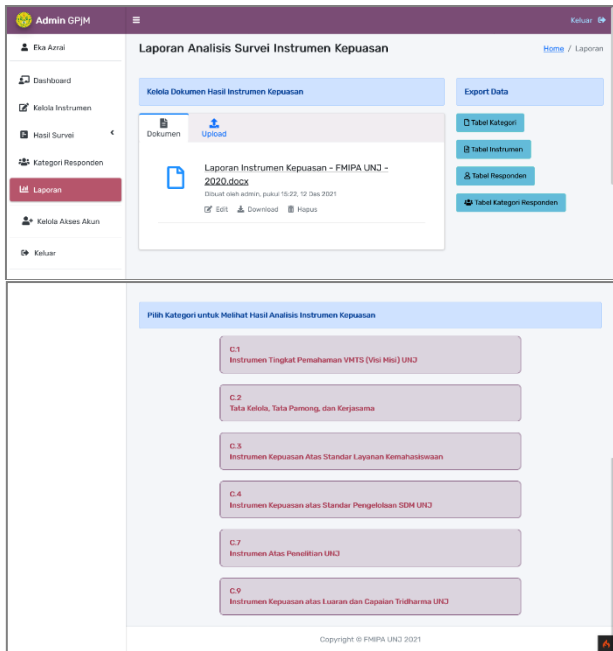 Admin GPjM
Keluar
Eka Azrai
Laporan Analisis Survei Instrumen Kepuasan
Home / Laporan
Dashboard
Kelola Instrumen
Hasil Survei
Kategori Responden
Laporan
Kelola Akses Akun
Keluar
Kelola Dokumen Hasil Instrumen Kepuasan
Dokumen
Upload
Laporan Instrumen Kepuasan - FMIPA UNJ -
2020.docx
Dibuat oleh admin, pukul 15:22, 12 Des 2021
Edit Download Hapus
Export Data
Tabel Kategori
Tabel Instrumen
Tabel Responden
Tabel Kategori Responden
Pilih Kategori untuk Melihat Hasil Analisis Instrumen Kepuasan
C.1
Instrumen Tingkat Pemahaman VMTS (Visi Misi) UNJ
C.2
Tata Kelola, Tata Pamong, dan Kerjasama
C.3
Instrumen Kepuasan Atas Standar Layanan Kemahasiswaan
C.4
Instrumen Kepuasan atas Standar Pengelolaan SDM UNJ
C.7
Instrumen Atas Penelitian UNJ
C.9
Instrumen Kepuasan atas Luaran dan Capaian Tridharma UNJ
Copyright © FMIPA UNJ 2021